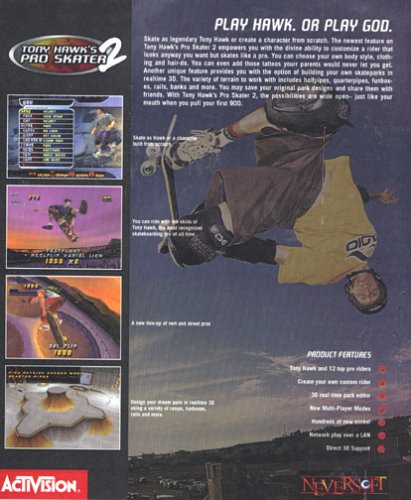 TONY HAWK'S
PRO SKATER 2
PLAY HAWK. OR PLAY GOD.
Skate as legendary Tony Hawk or create a character from scratch. The newest feature on
Tony Hawk's Pro Skater 2 empowers you with the divine ability to customize a rider that
leaks anyway you want but skates like a pro. You can choose your own body style, cloth-
ing and hair-do. You can even add those tattoos your parents would never let you get.
Another unique feature provides you with the option of building your own skateparks in
realtime 3D. The variety of terrain to work with includes halfpipes, quarterpipes, funbox-
es, rails, banks and more. You may save your original park designs and share them with
friends. With Tony Hawk's Pro Skater 2, the possibilities are wide open- just like your
mouth when you pull your first 900.
Skate as Hawk or a character
built from scratch.
You can ride with the skills of
Tony Hawk, the most recognized
skateboarding pro of all time.
FASTPLANT
+ HEELFLIP VARIAL LIEN
A new line-up of vert and street pros
1000
Design your dream park in realtime 3D
using a variety of ramps, funboxes,
rails and more.
PRODUCT FEATURES
Tony Hawk and 12 top pro riders
Create your own custom rider
3D real time park editor
New Multi-Player Modes
Hundreds of new tricks!
Network play over a LAN
Direct 3D Support
ACTIVISION.
NEVERSOFT